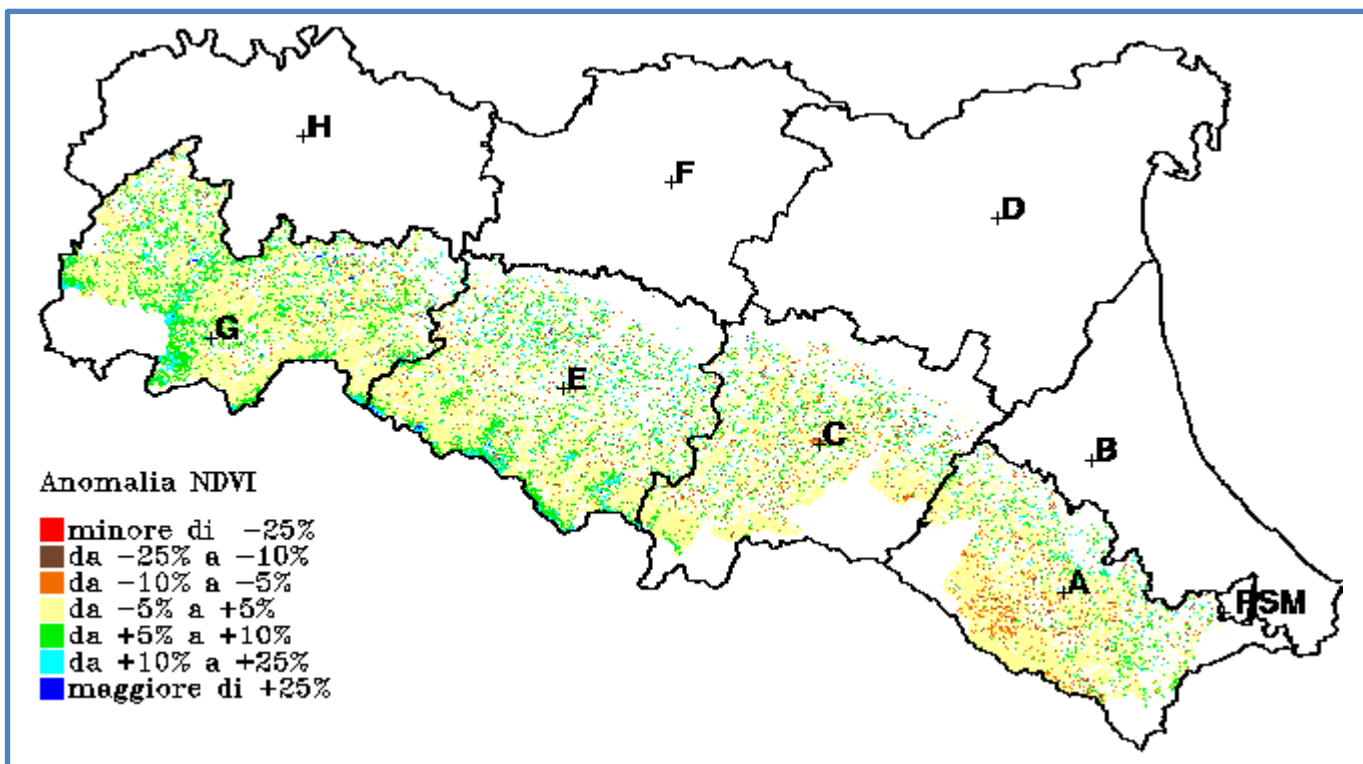 H
F
D
G
E
C
B
A
RSM
Anomalia NDVI
minore di -25%
da -25% a -10%
da -10% a -5%
da -5% a +5%
da +5% a +10%
da +10% a +25%
maggiore di +25%